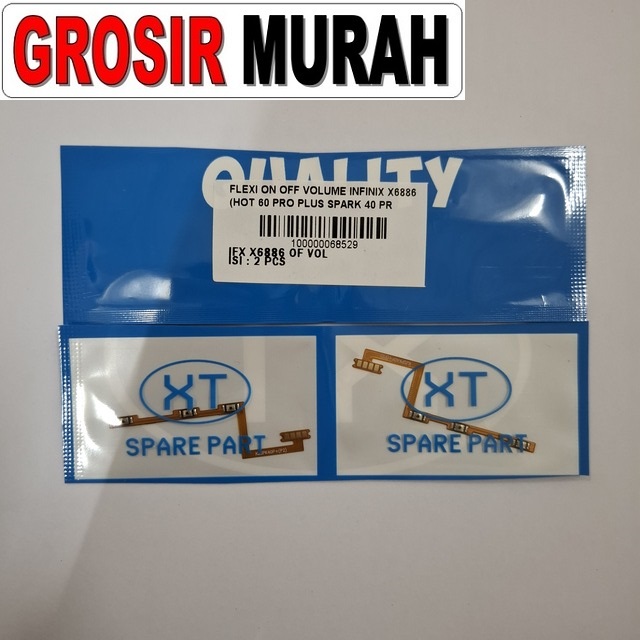 GROSIR MURAH
QUALITY
FLEXI ON OFF VOLUME INFINIX X6886
(HOT 60 PRO PLUS SPARK 40 PR
100000068529
IFX X6886 OF VOL
ISI : 2 PCS
XT
SPARE PART
XT
SPARE PART